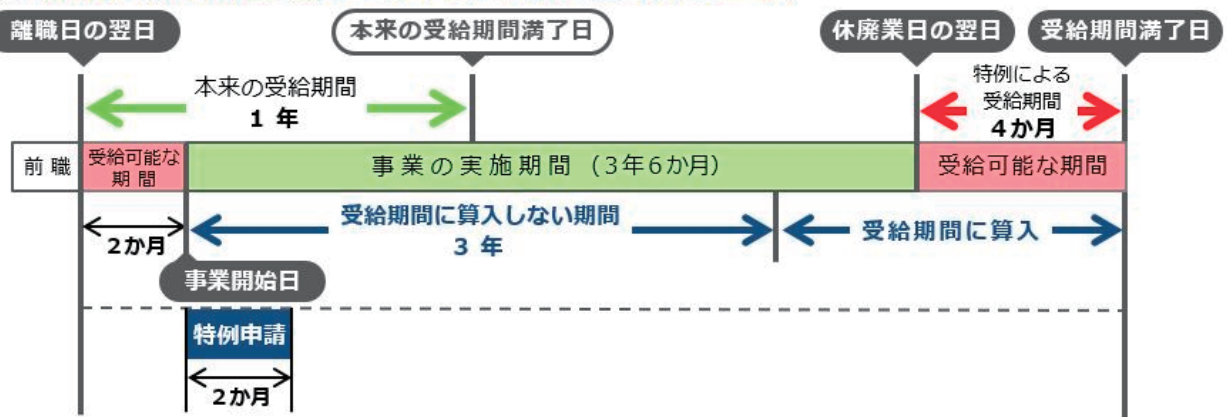 離職日の翌日
本来の受給期間満了日
休廃業日の翌日
受給期間満了日
本来の受給期間
1 年
特例による
受給期間
4か月
前職
受給可能な
期間
事業の実施期間（3年6か月）
受給可能な期間
2か月
受給期間に算入しない期間
3 年
受給期間に算入
事業開始日
特例申請
2か月